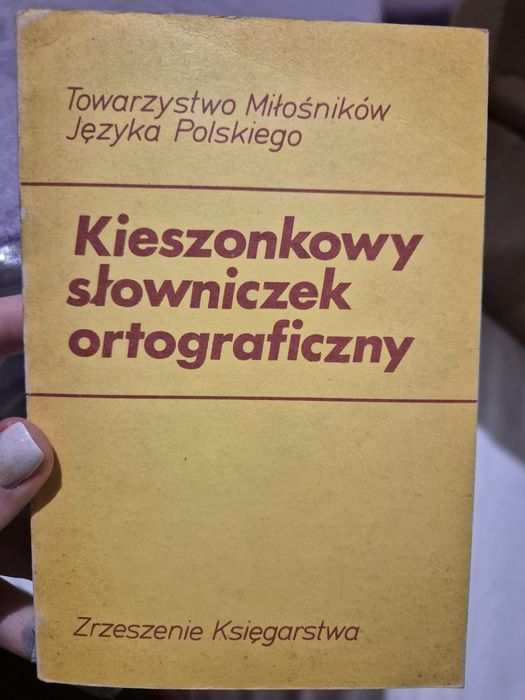 Towarzystwo Miłośników
Języka Polskiego
Kieszonkowy
słowniczek
ortograficzny
Zrzeszenie Księgarstwa